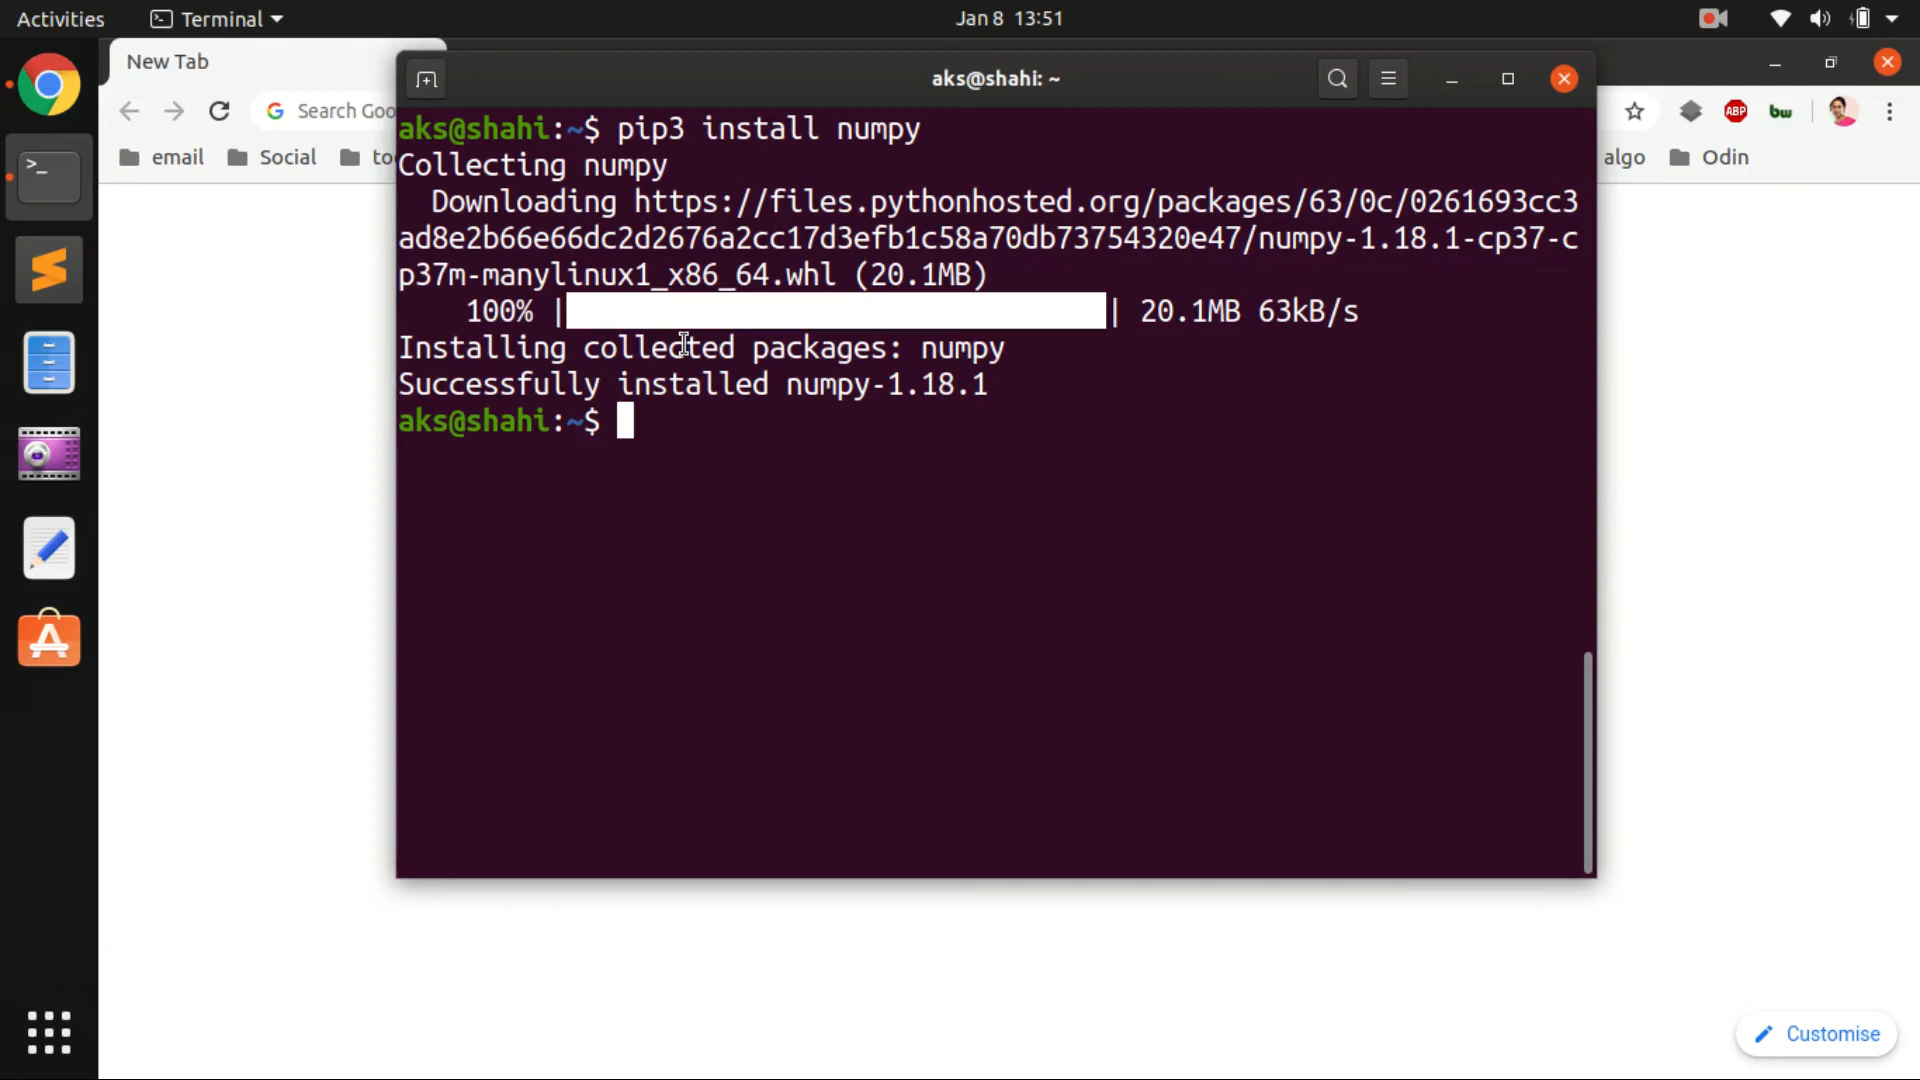 Activities
Terminal
Jan 8 13:51
New Tab
aks@shahi: ~
Search Goo
ABP
bw
email
Social
too
algo
Odin
aks@shahi:~$ pip3 install numpy
Collecting numpy
Downloading https://files.pythonhosted.org/packages/63/0c/0261693cc3
ad8e2b66e66dc2d2676a2cc17d3efb1c58a70db73754320e47/numpy-1.18.1-cp37-c
p37m-manylinux1_x86_64.whl (20.1MB)
100% | | 20.1MB 63kB/s
Installing collected packages: numpy
Successfully installed numpy-1.18.1
aks@shahi:~$
Customise